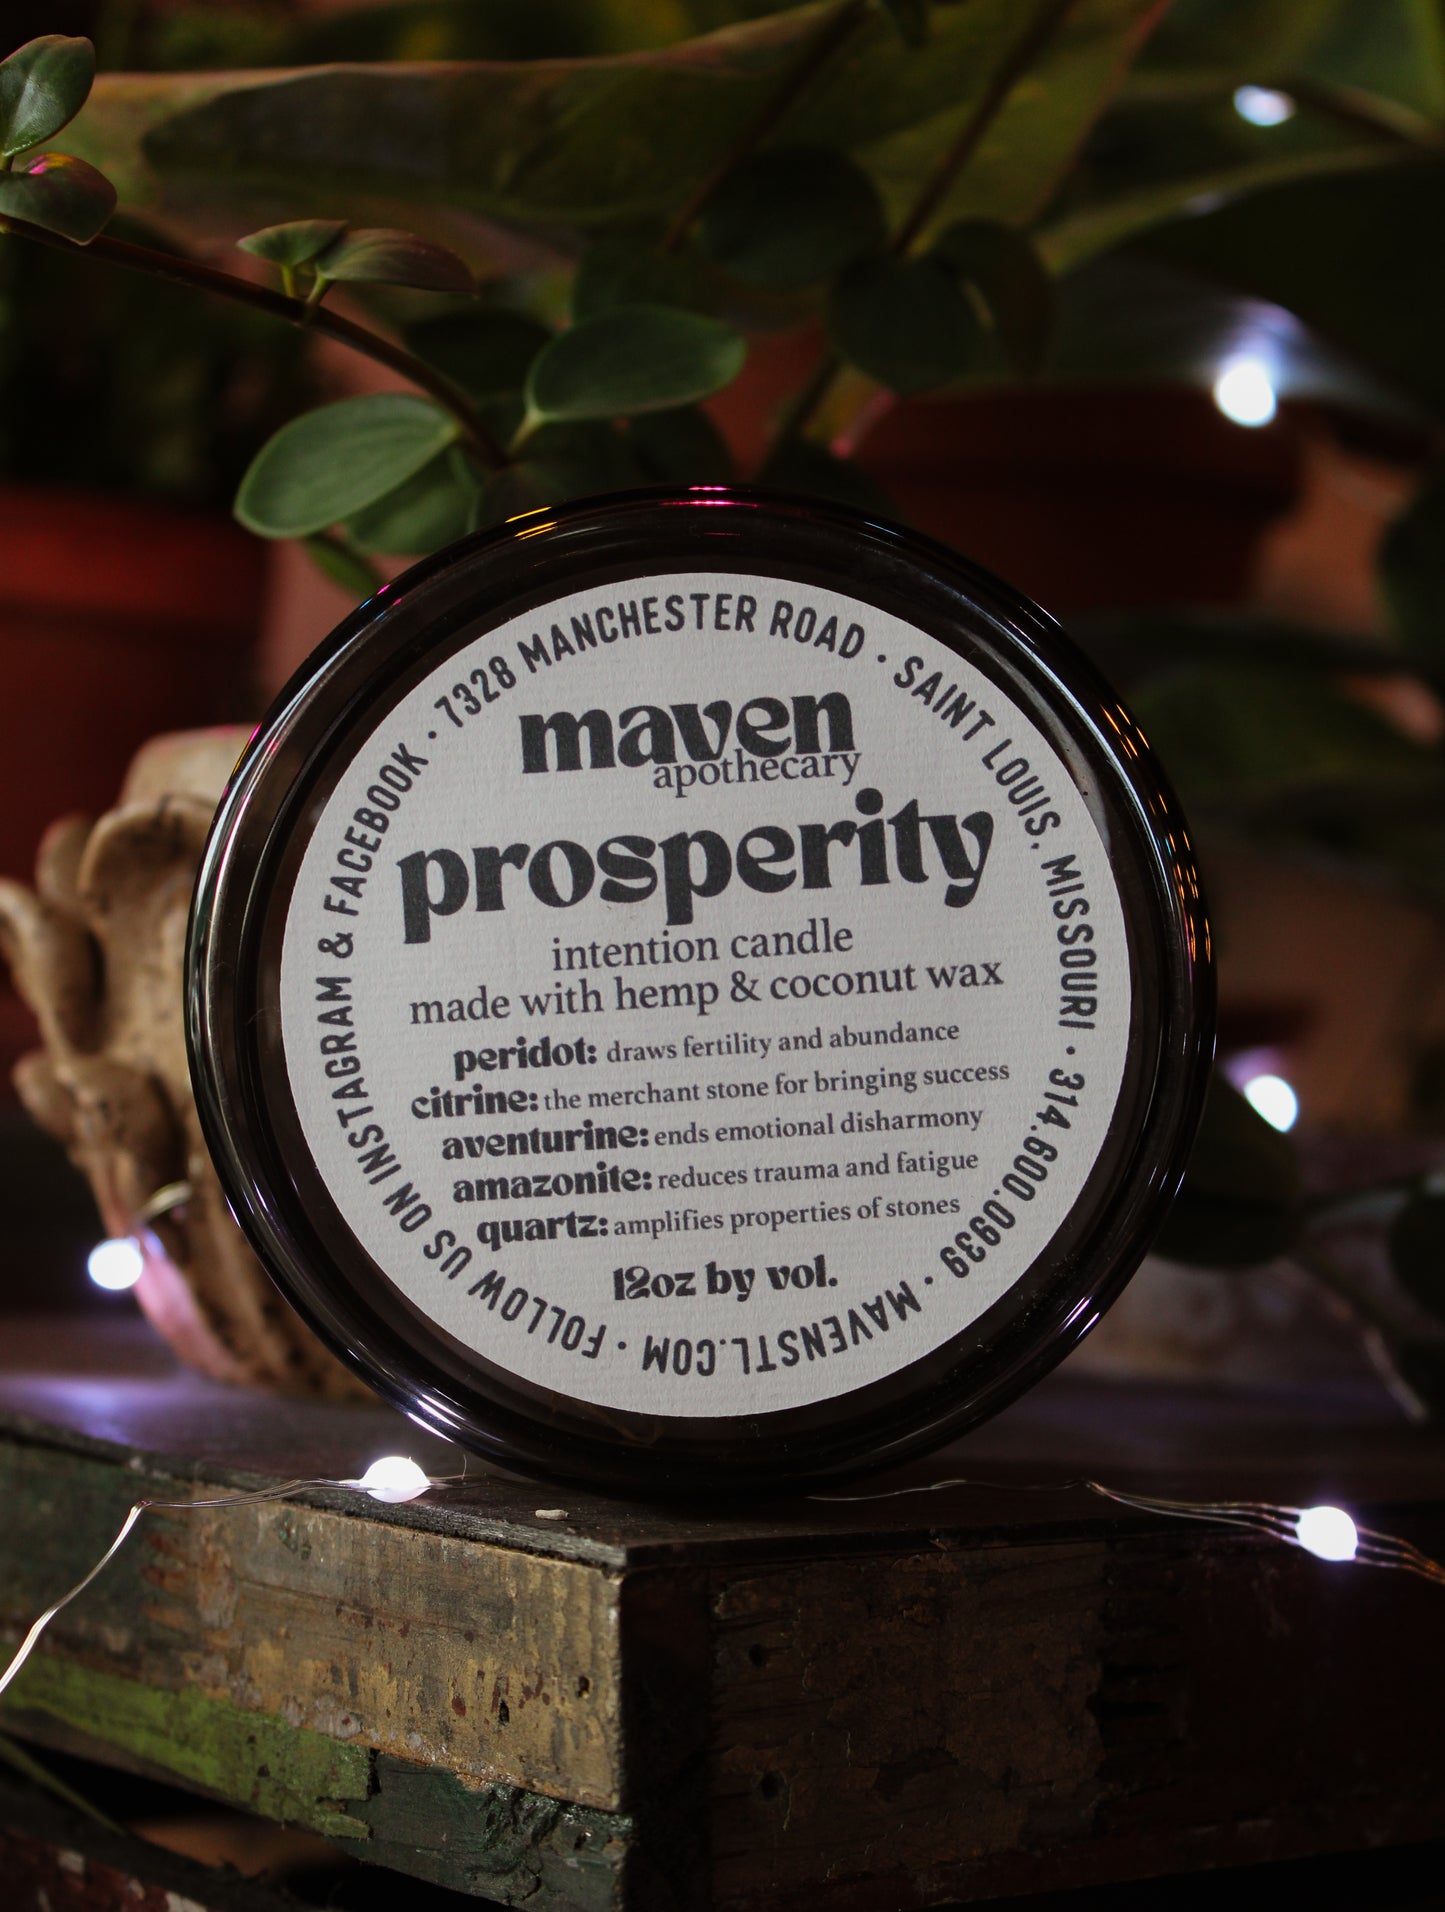 7328 MANCHESTER ROAD • SAINT LOUIS, MISSOURI • 314.600.0939 • MAVENSTL.COM • FOLLOW US ON INSTAGRAM & FACEBOOK •
maven
apothecary
prosperity
intention candle
made with hemp & coconut wax
peridot: draws fertility and abundance
citrine: the merchant stone for bringing success
aventurine: ends emotional disharmony
amazonite: reduces trauma and fatigue
quartz: amplifies properties of stones
12oz by vol.